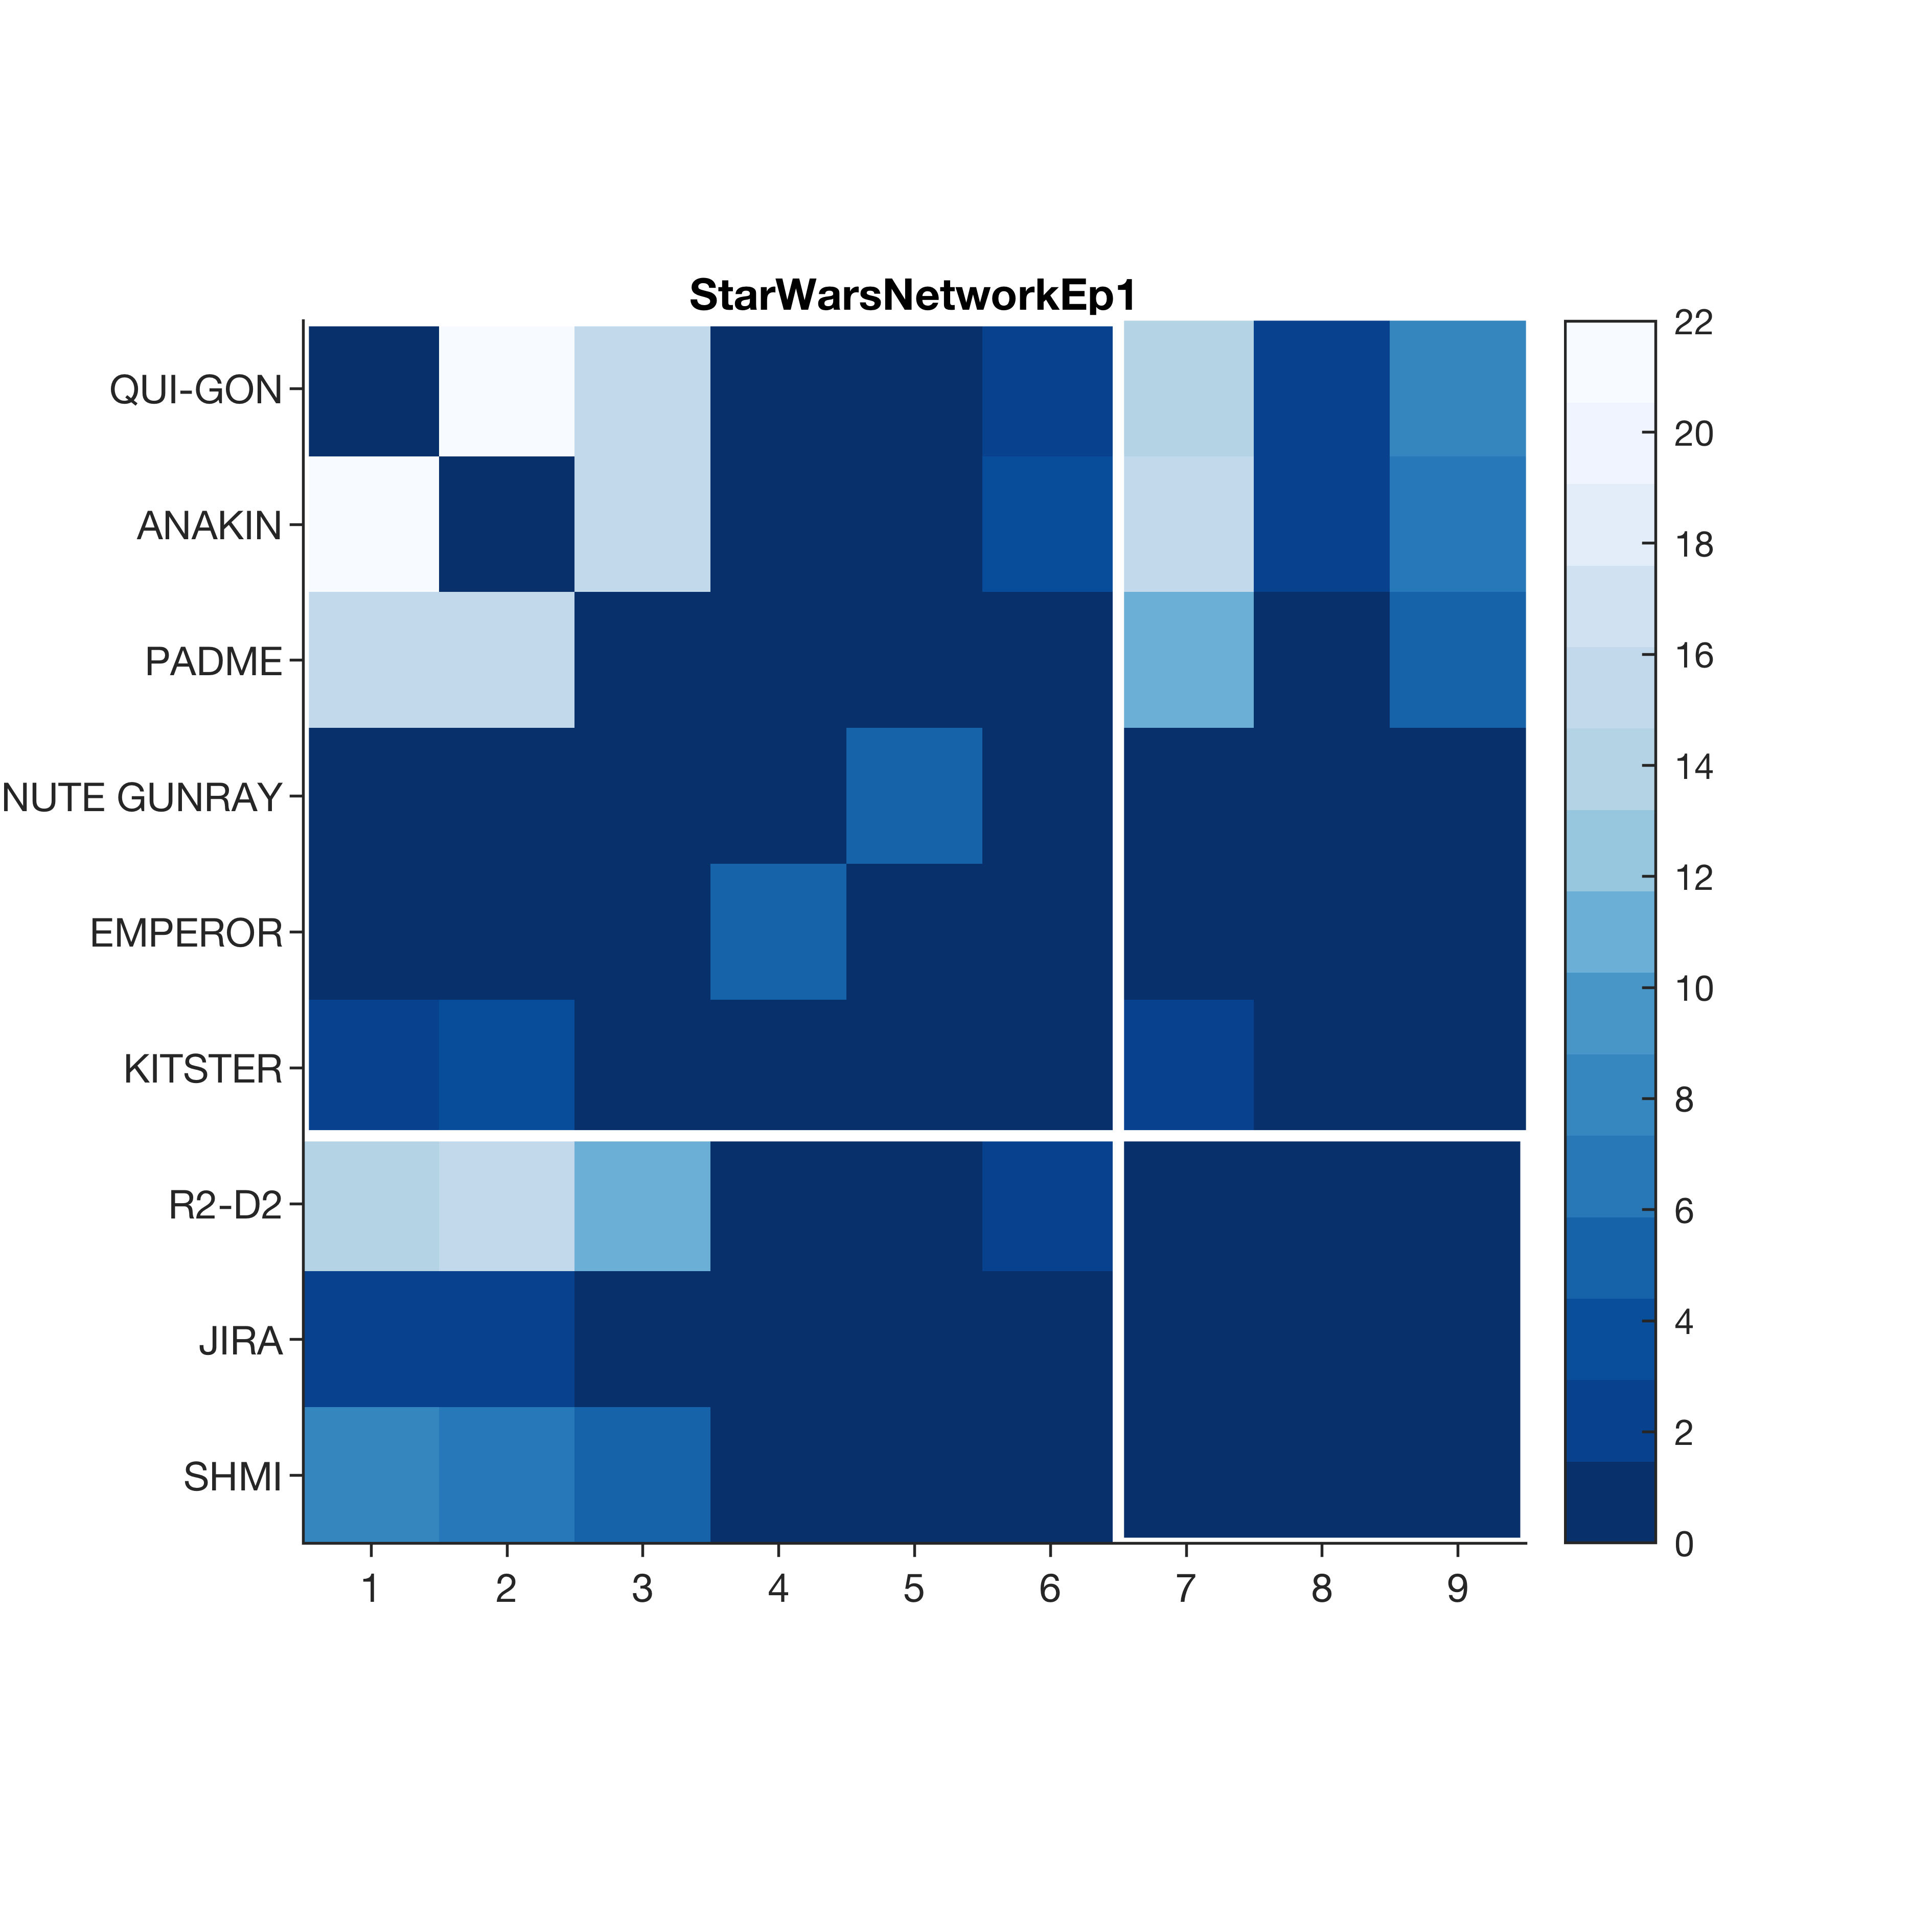 StarWarsNetworkEp1
QUI-GON
ANAKIN
PADME
NUTE GUNRAY
EMPEROR
KITSTER
R2-D2
JIRA
SHMI
1 2 3 4 5 6 7 8 9
22
20
18
16
14
12
10
8
6
4
2
0